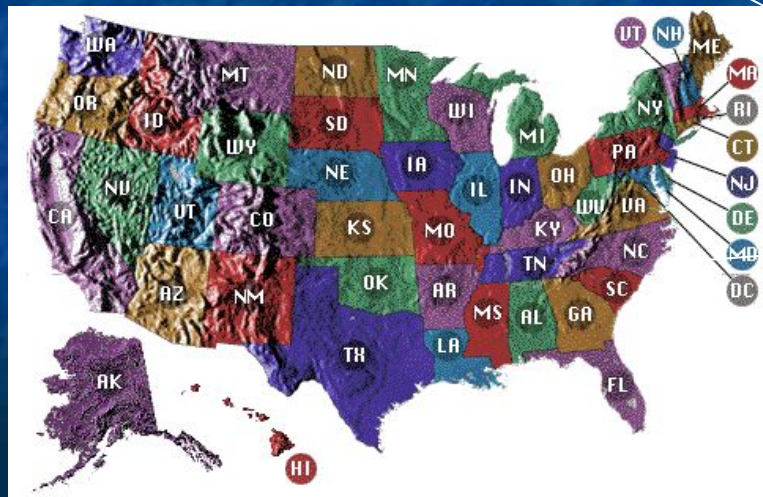 WA
MT
ND
MN
VT
NH
ME
MA
RI
CT
NJ
DE
MD
DC
OR
ID
WY
SD
WI
MI
NY
CA
NV
UT
CO
NE
IA
IL
IN
OH
PA
WV
VA
KS
MO
KY
NC
AZ
NM
OK
AR
TN
SC
TX
LA
MS
AL
GA
FL
AK
HI